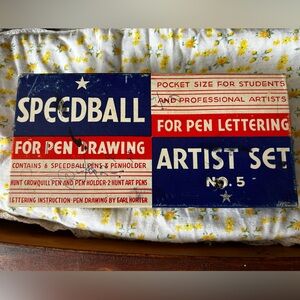 SPEEDBALL
FOR PEN DRAWING
CONTAINS 6 SPEEDBALL PENS & PENHOLDER
HUNT CROWQUILL PEN AND PEN HOLDER - 2 HUNT ART PENS
LETTERING INSTRUCTION - PEN DRAWING BY EARL HORTER
POCKET SIZE FOR STUDENTS
AND PROFESSIONAL ARTISTS
FOR PEN LETTERING
ARTIST SET
NO. 5